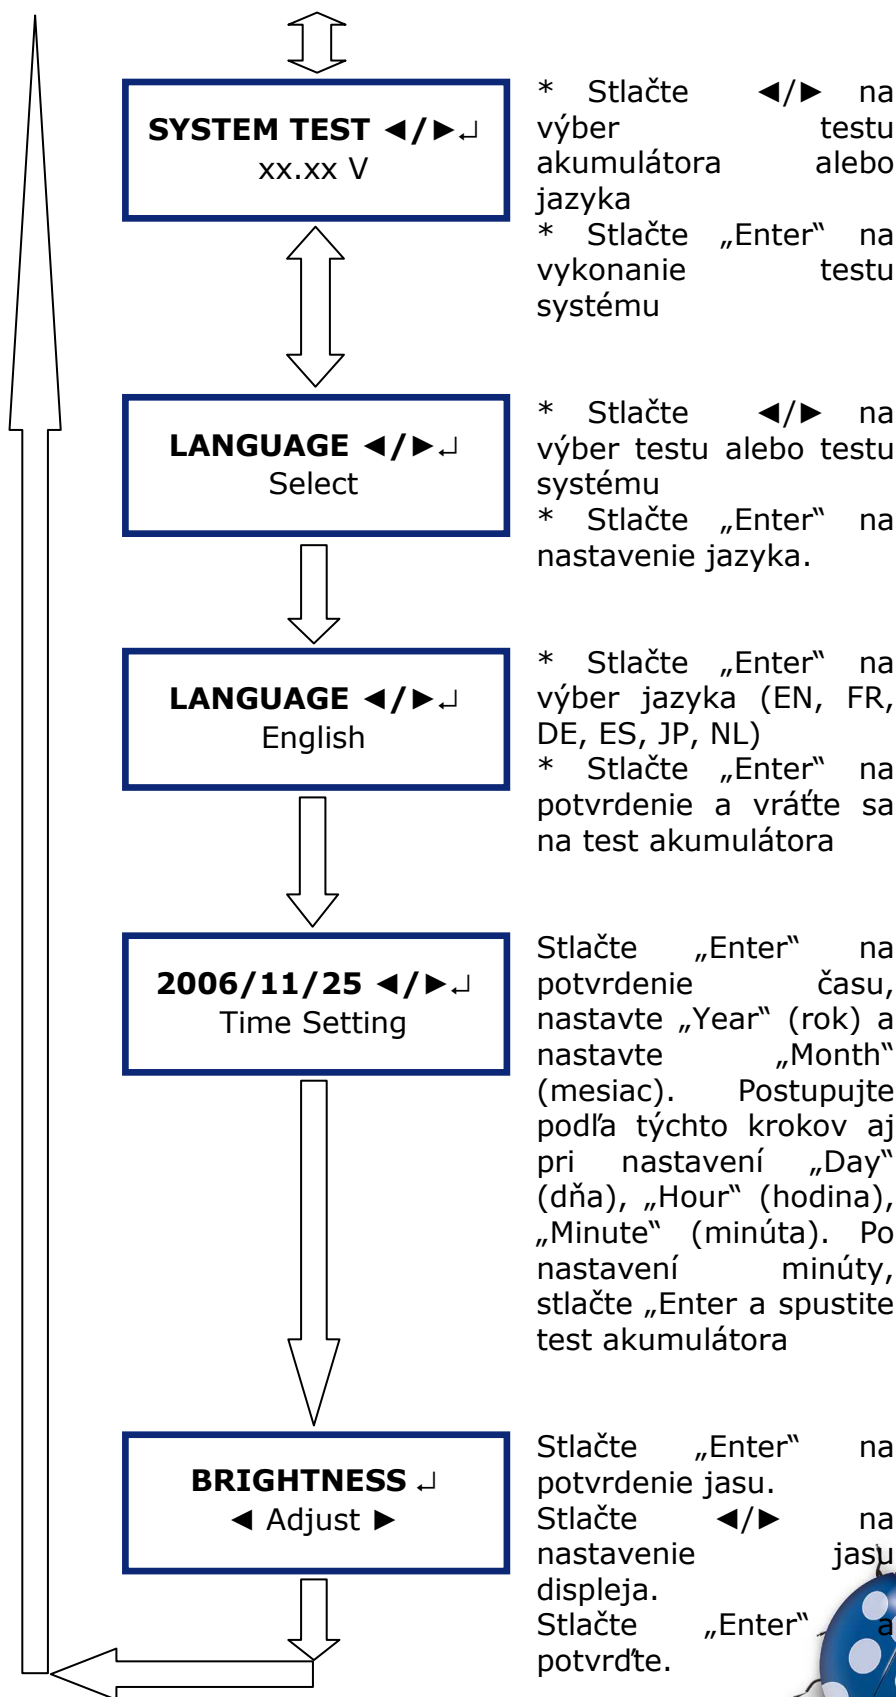 SYSTEM TEST ◄/►↵
xx.xx V
* Stlačte ◄/► na
výber testu
akumulátora alebo
jazyka
* Stlačte „Enter“ na
vykonanie testu
systému
LANGUAGE ◄/►↵
Select
* Stlačte ◄/► na
výber testu alebo testu
systému
* Stlačte „Enter“ na
nastavenie jazyka.
LANGUAGE ◄/►↵
English
* Stlačte „Enter“ na
výber jazyka (EN, FR,
DE, ES, JP, NL)
* Stlačte „Enter“ na
potvrdenie a vráťte sa
na test akumulátora
2006/11/25 ◄/►↵
Time Setting
Stlačte „Enter“ na
potvrdenie času,
nastavte „Year“ (rok) a
nastavte „Month“
(mesiac). Postupujte
podľa týchto krokov aj
pri nastavení „Day“
(dňa), „Hour“ (hodina),
„Minute“ (minúta). Po
nastavení minúty,
stlačte „Enter a spustite
test akumulátora
BRIGHTNESS ↵
◄ Adjust ►
Stlačte „Enter“ na
potvrdenie jasu.
Stlačte ◄/► na
nastavenie jasu
displeja.
Stlačte „Enter“ a
potvrďte.